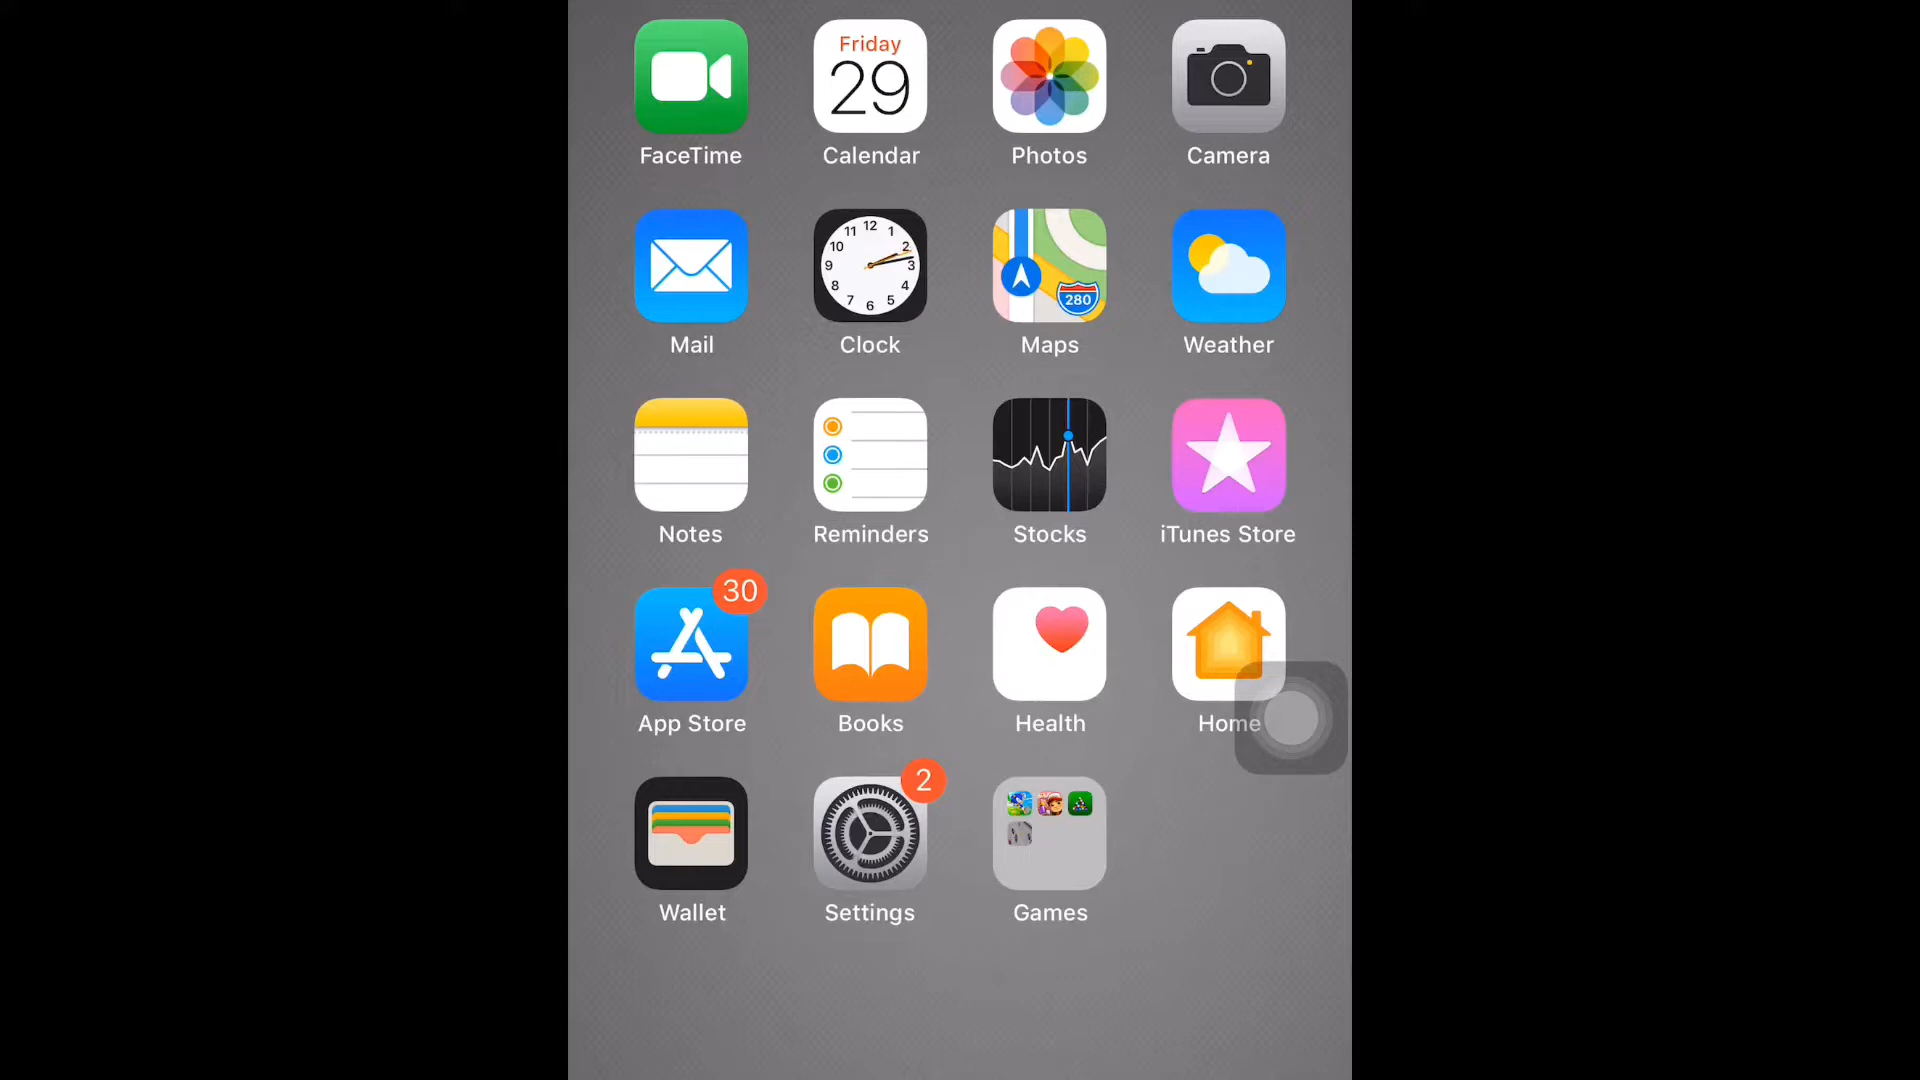 Friday
29
FaceTime Calendar Photos Camera
12
11 1
10 2
9 3
8 4
7 5
6
280
Mail Clock Maps Weather
Notes Reminders Stocks iTunes Store
30
App Store Books Health Home
2
Wallet Settings Games